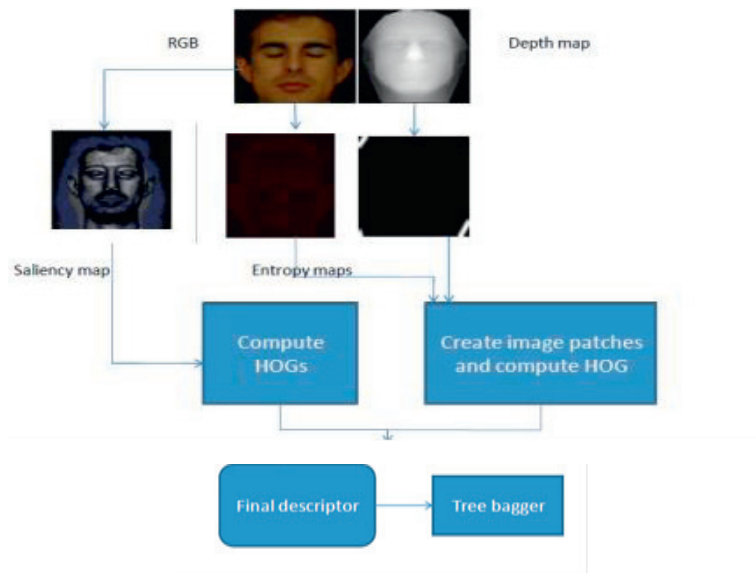 RGB
Depth map
Saliency map
Entropy maps
Compute
HOGs
Create image patches
and compute HOG
Final descriptor
Tree bagger